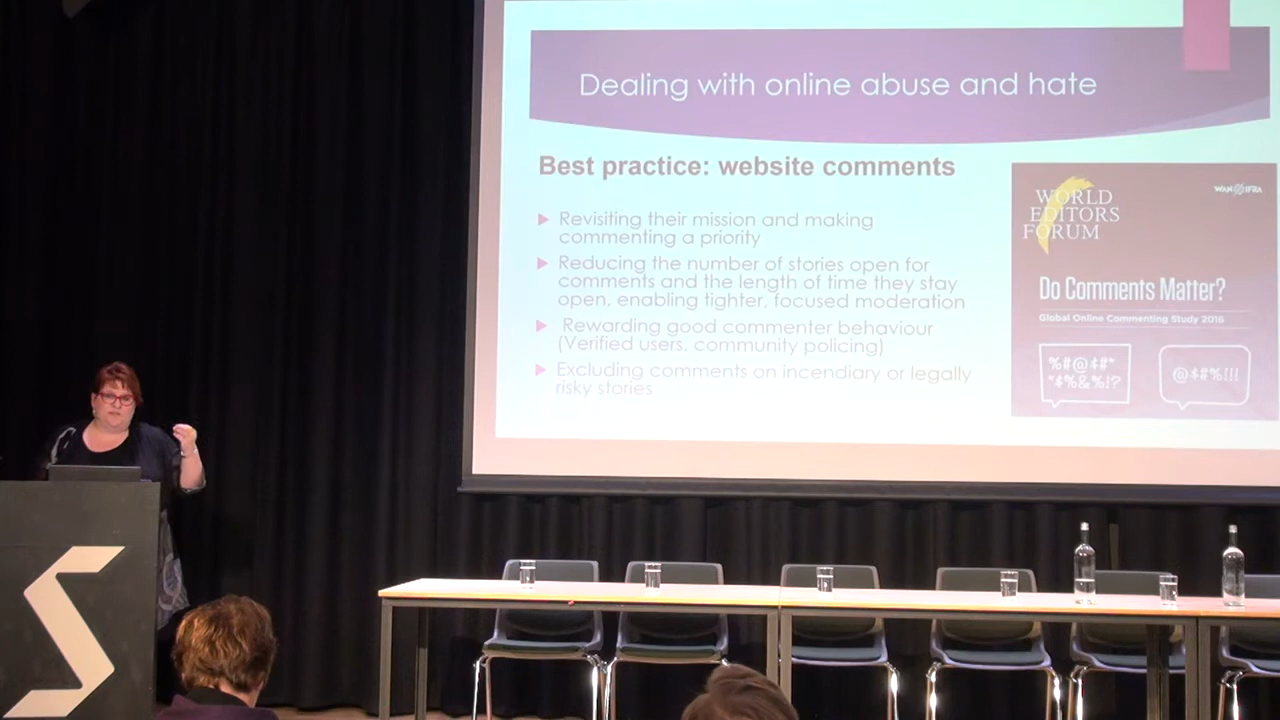 Dealing with online abuse and hate
Best practice: website comments
Revisiting their mission and making
commenting a priority
Reducing the number of stories open for
comments and the length of time they stay
open, enabling tighter, focused moderation
Rewarding good commenter behaviour
(Verified users, community policing)
Excluding comments on incendiary or legally
risky stories
WORLD
EDITORS
FORUM
WAN IFRA
Do Comments Matter?
Global Online Commenting Study 2016
%#@$#*
*$%&%!?
@$#%!!!
S